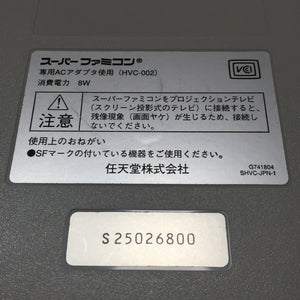 スーパーファミコン®
専用ACアダプタ使用 (HVC-002)
消費電力 8W
VCI
注意
スーパーファミコンをプロジェクションテレビ
(スクリーン投影式のテレビ)に接続すると、
残像現象(画面ヤケ)が生じるため、接続
しないでください。
使用上のおねがい
●SFマークの付いている機器をご使用ください。
任天堂株式会社
G741804
SHVC-JPN-1
S25026800